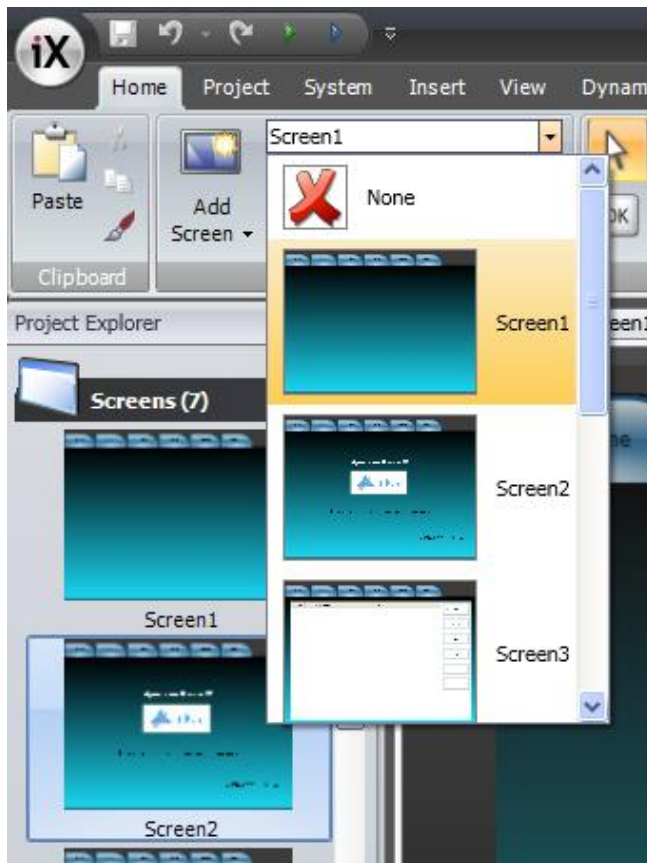 iX
Home Project System Insert View Dynam
Screen1
Paste
Add
Screen
Clipboard
None
OK
Project Explorer
Screen1
Screens (7)
Screen2
Screen1
Screen3
Screen2